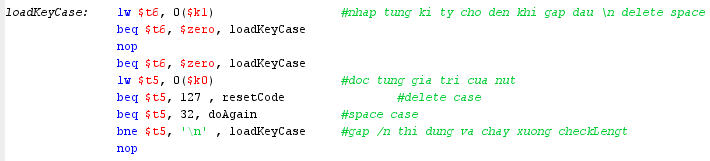 loadKeyCase: lw $t6, 0($k1) #nhap tung ki ty cho den khi gap dau \n delete space
beq $t6, $zero, loadKeyCase
nop
beq $t6, $zero, loadKeyCase
lw $t5, 0($k0) #doc tung gia tri cua nut
beq $t5, 127 , resetCode #delete case
beq $t5, 32, doAgain #space case
bne $t5, '\n' , loadKeyCase #gap /n thi dung va chay xuong checkLengt
nop